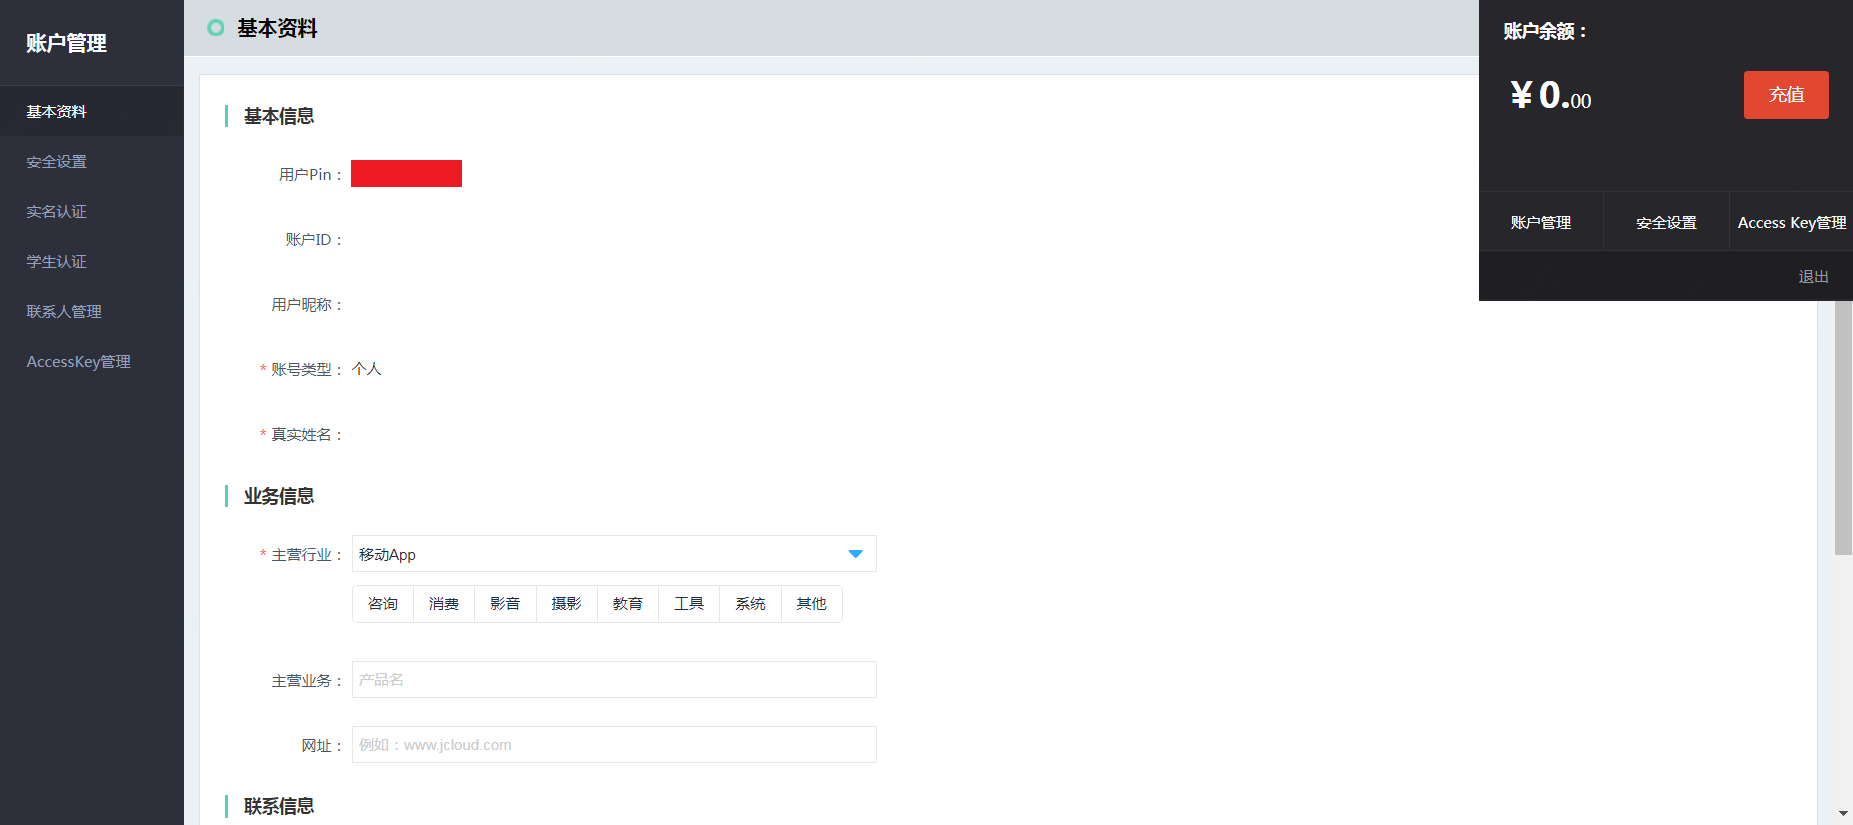 账户管理
基本资料
安全设置
实名认证
学生认证
联系人管理
AccessKey管理
基本资料
基本信息
用户Pin：
账户ID：
用户昵称：
* 账号类型： 个人
* 真实姓名：
业务信息
* 主营行业： 移动App
咨询 消费 影音 摄影 教育 工具 系统 其他
主营业务： 产品名
网址： 例如：www.jcloud.com
联系信息
账户余额：
¥ 0.00 充值
账户管理 安全设置 Access Key管理
退出